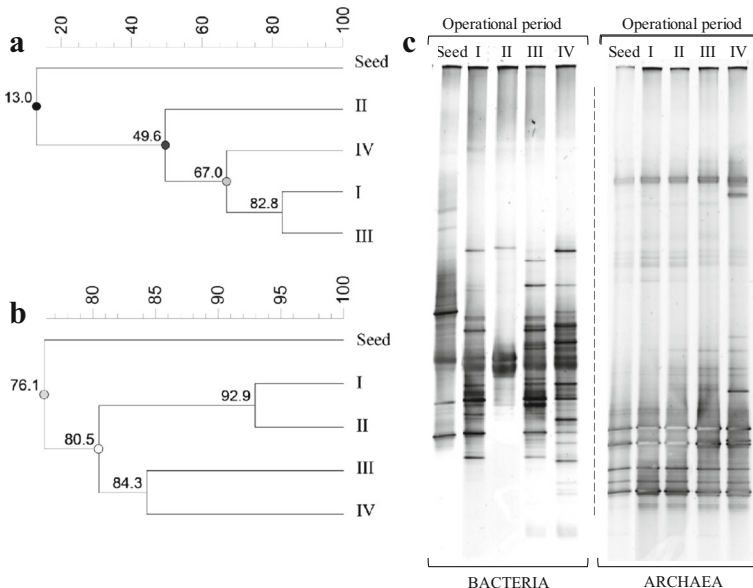 a
20 40 60 80 100
Seed
13.0
II
49.6
IV
67.0
I
82.8
III
b
80 85 90 95 100
Seed
76.1
I
92.9
II
80.5
III
84.3
IV
c
Operational period
Seed I II III IV
BACTERIA
Operational period
Seed I II III IV
ARCHAEA